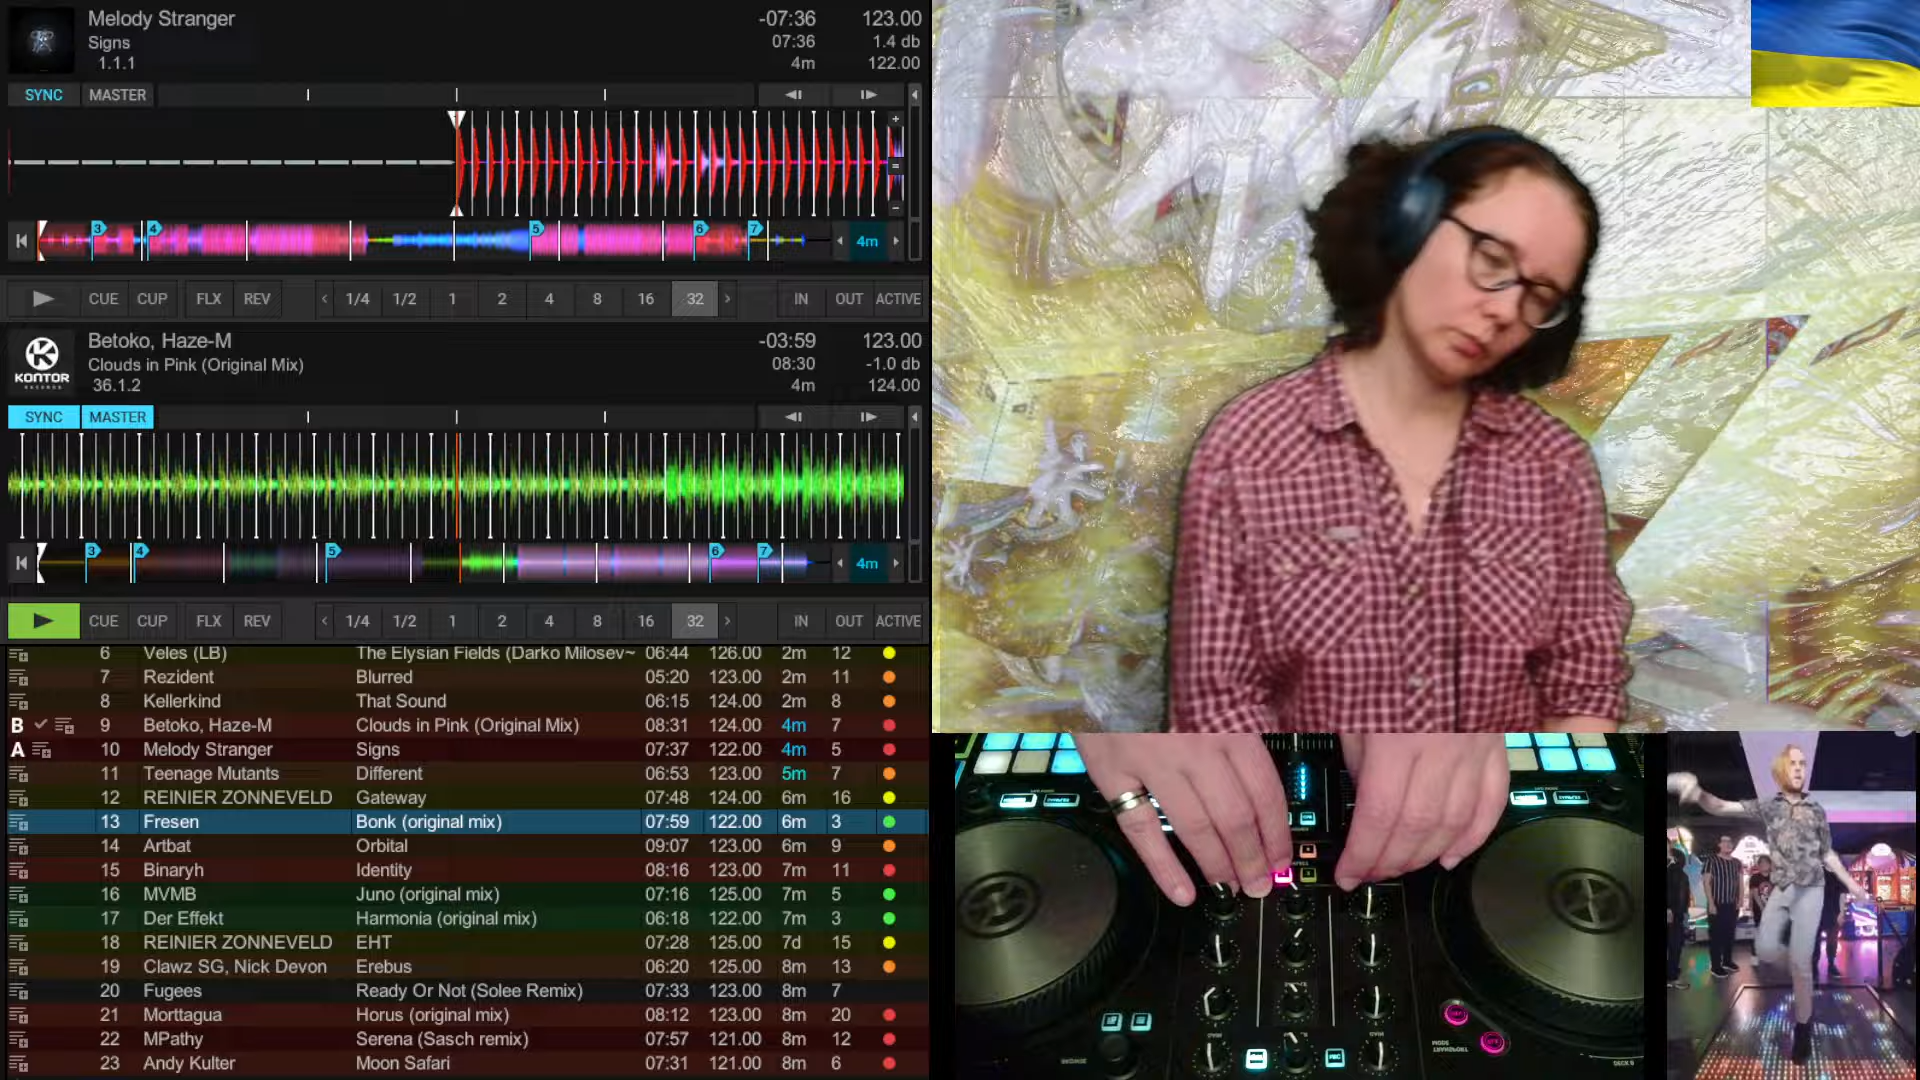 Melody Stranger -07:36 123.00
Signs 07:36 1.4 db
1.1.1 4m 122.00
SYNC MASTER
3 4 5 6 7 4m
CUE CUP FLX REV 1/4 1/2 1 2 4 8 16 32 IN OUT ACTIVE
Betoko, Haze-M -03:59 123.00
Clouds in Pink (Original Mix) 08:30 -1.0 db
36.1.2 4m 124.00
KONTOR
RECORDS
SYNC MASTER
3 4 5 6 7 4m
CUE CUP FLX REV 1/4 1/2 1 2 4 8 16 32 IN OUT ACTIVE
6 Veles (LB) The Elysian Fields (Darko Milosev~ 06:44 126.00 2m 12
7 Rezident Blurred 05:20 123.00 2m 11
8 Kellerkind That Sound 06:15 124.00 2m 8
B 9 Betoko, Haze-M Clouds in Pink (Original Mix) 08:31 124.00 4m 7
A 10 Melody Stranger Signs 07:37 122.00 4m 5
11 Teenage Mutants Different 06:53 123.00 5m 7
12 REINIER ZONNEVELD Gateway 07:48 124.00 6m 16
13 Fresen Bonk (original mix) 07:59 122.00 6m 3
14 Artbat Orbital 09:07 123.00 6m 9
15 Binaryh Identity 08:16 123.00 7m 11
16 MVMB Juno (original mix) 07:16 125.00 7m 5
17 Der Effekt Harmonia (original mix) 06:18 122.00 7m 3
18 REINIER ZONNEVELD EHT 07:28 125.00 7d 15
19 Clawz SG, Nick Devon Erebus 06:20 125.00 8m 13
20 Fugees Ready Or Not (Solee Remix) 07:33 123.00 8m 7
21 Morttagua Horus (original mix) 08:12 123.00 8m 20
22 MPathy Serena (Sasch remix) 07:57 121.00 8m 12
23 Andy Kulter Moon Safari 07:31 121.00 8m 6